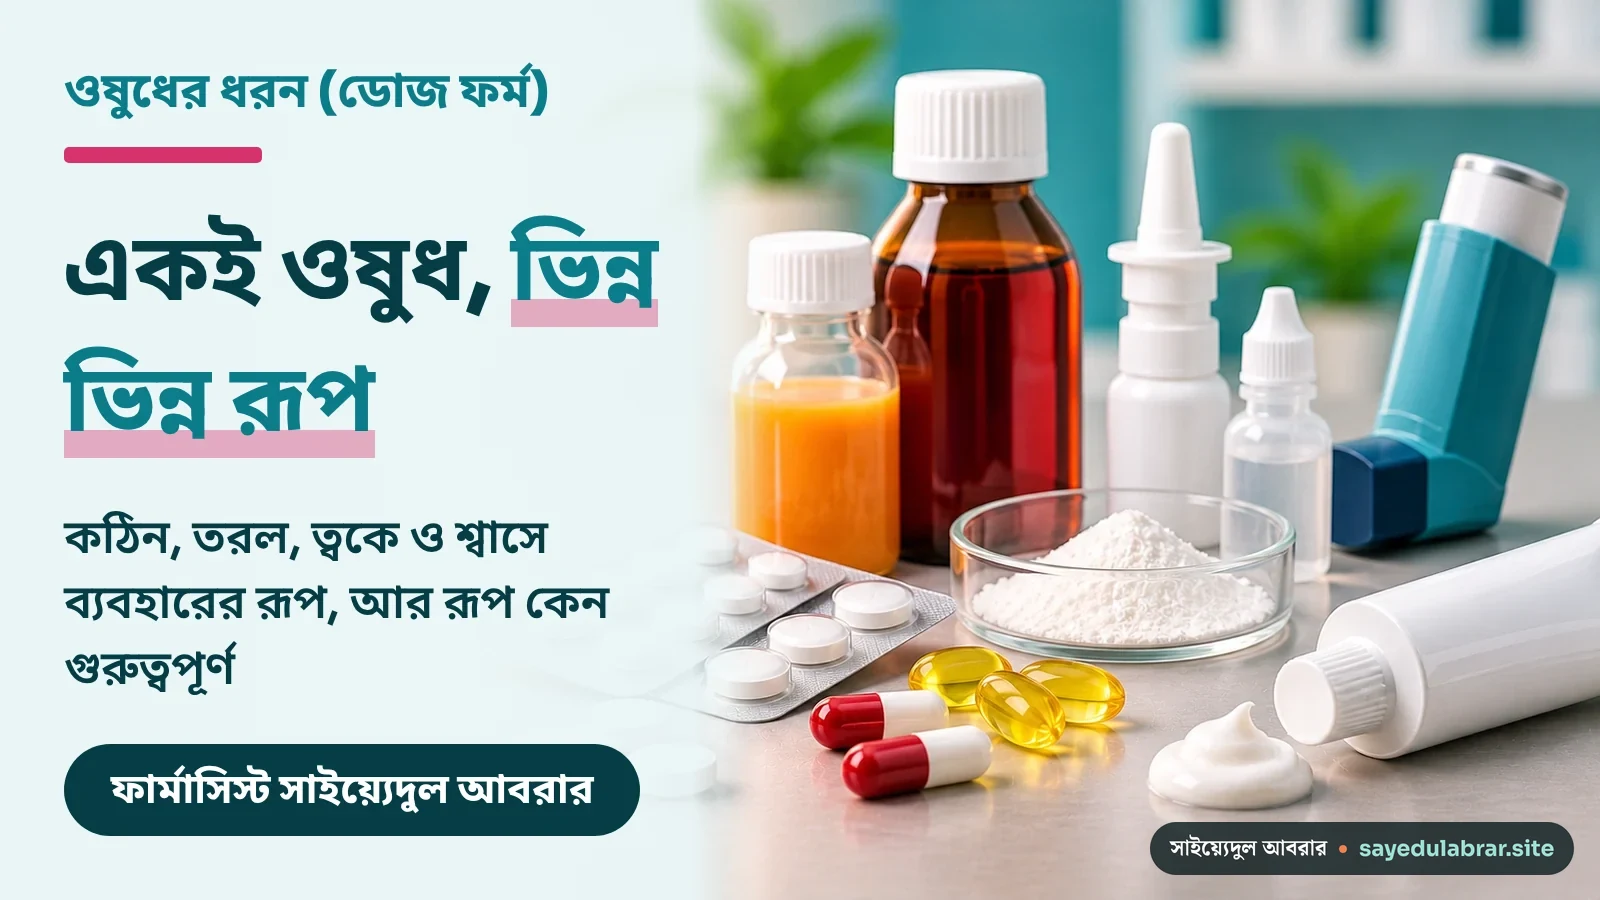 ওষুধের ধরন (ডোজ ফর্ম)
একই ওষুধ, ভিন্ন
ভিন্ন রূপ
কঠিন, তরল, ত্বকে ও শ্বাসে
ব্যবহারের রূপ, আর রূপ কেন
গুরুত্বপূর্ণ
ফার্মাসিস্ট সাইয়্যেদুল আবরার
সাইয়্যেদুল আবরার • sayedulabrar.site